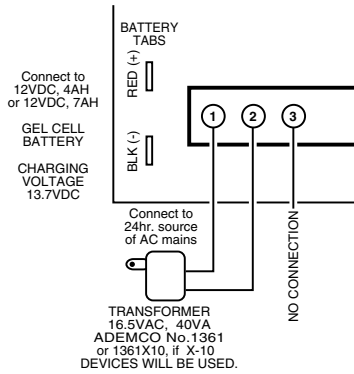 BATTERY
TABS
RED (+)
BLK (-)
Connect to
12VDC, 4AH
or 12VDC, 7AH
GEL CELL
BATTERY
CHARGING
VOLTAGE
13.7VDC
1
2
3
Connect to
24hr. source
of AC mains
NO CONNECTION
TRANSFORMER
16.5VAC, 40VA
ADEMCO No.1361
or 1361X10, if X-10
DEVICES WILL BE USED.